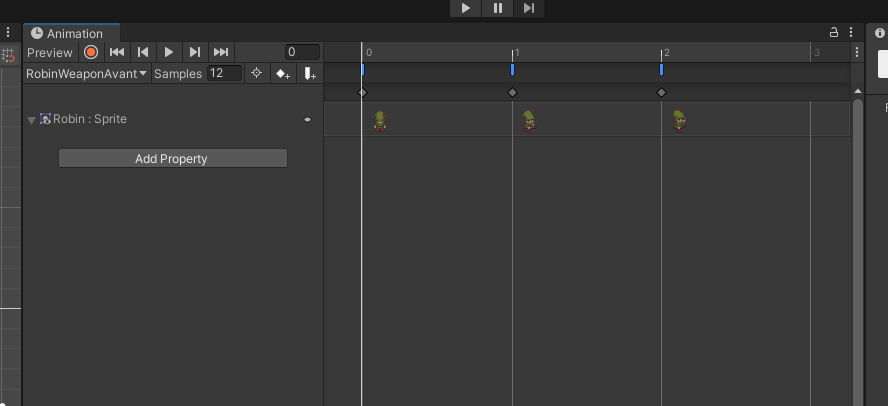 Animation
Preview 0 0 1 2 3
RobinWeaponAvant Samples 12
Robin : Sprite
Add Property